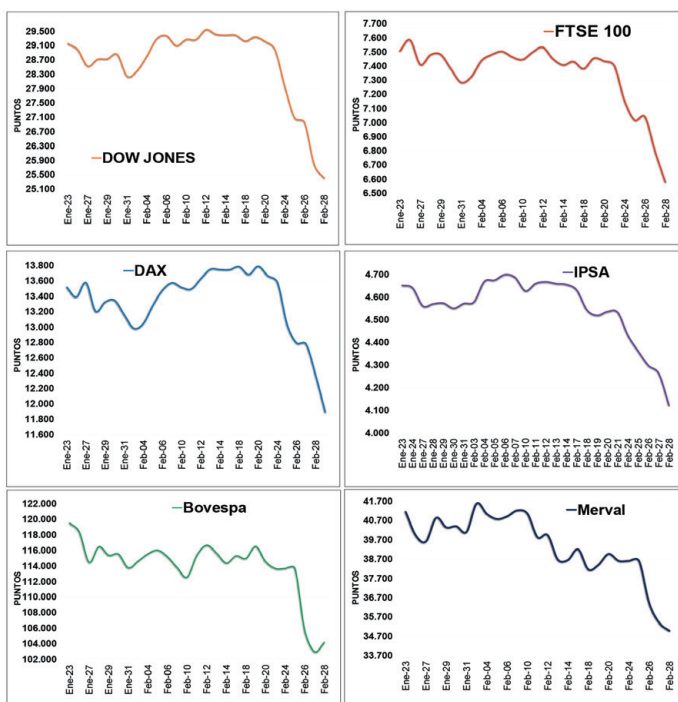 DOW JONES
PUNTOS
29.500
29.100
28.700
28.300
27.900
27.500
27.100
26.700
26.300
25.900
25.500
25.100
Ene-23
Ene-27
Ene-29
Ene-31
Feb-04
Feb-06
Feb-10
Feb-12
Feb-14
Feb-18
Feb-20
Feb-24
Feb-26
Feb-28
FTSE 100
PUNTOS
7.700
7.600
7.500
7.400
7.300
7.200
7.100
7.000
6.900
6.800
6.700
6.600
6.500
Ene-23
Ene-27
Ene-29
Ene-31
Feb-04
Feb-06
Feb-10
Feb-12
Feb-14
Feb-18
Feb-20
Feb-24
Feb-26
Feb-28
DAX
PUNTOS
13.800
13.600
13.400
13.200
13.000
12.800
12.600
12.400
12.200
12.000
11.800
11.600
Ene-23
Ene-27
Ene-29
Ene-31
Feb-04
Feb-06
Feb-10
Feb-12
Feb-14
Feb-18
Feb-20
Feb-24
Feb-26
Feb-28
IPSA
PUNTOS
4.700
4.600
4.500
4.400
4.300
4.200
4.100
4.000
Ene-23
Ene-24
Ene-27
Ene-28
Ene-29
Ene-30
Ene-31
Feb-03
Feb-04
Feb-05
Feb-06
Feb-07
Feb-10
Feb-11
Feb-12
Feb-13
Feb-14
Feb-17
Feb-18
Feb-19
Feb-20
Feb-21
Feb-24
Feb-25
Feb-26
Feb-27
Feb-28
Bovespa
PUNTOS
122.000
120.000
118.000
116.000
114.000
112.000
110.000
108.000
106.000
104.000
102.000
Ene-23
Ene-27
Ene-29
Ene-31
Feb-04
Feb-06
Feb-10
Feb-12
Feb-14
Feb-18
Feb-20
Feb-24
Feb-26
Feb-28
Merval
PUNTOS
41.700
40.700
39.700
38.700
37.700
36.700
35.700
34.700
33.700
Ene-23
Ene-27
Ene-29
Ene-31
Feb-04
Feb-06
Feb-10
Feb-12
Feb-14
Feb-18
Feb-20
Feb-24
Feb-26
Feb-28